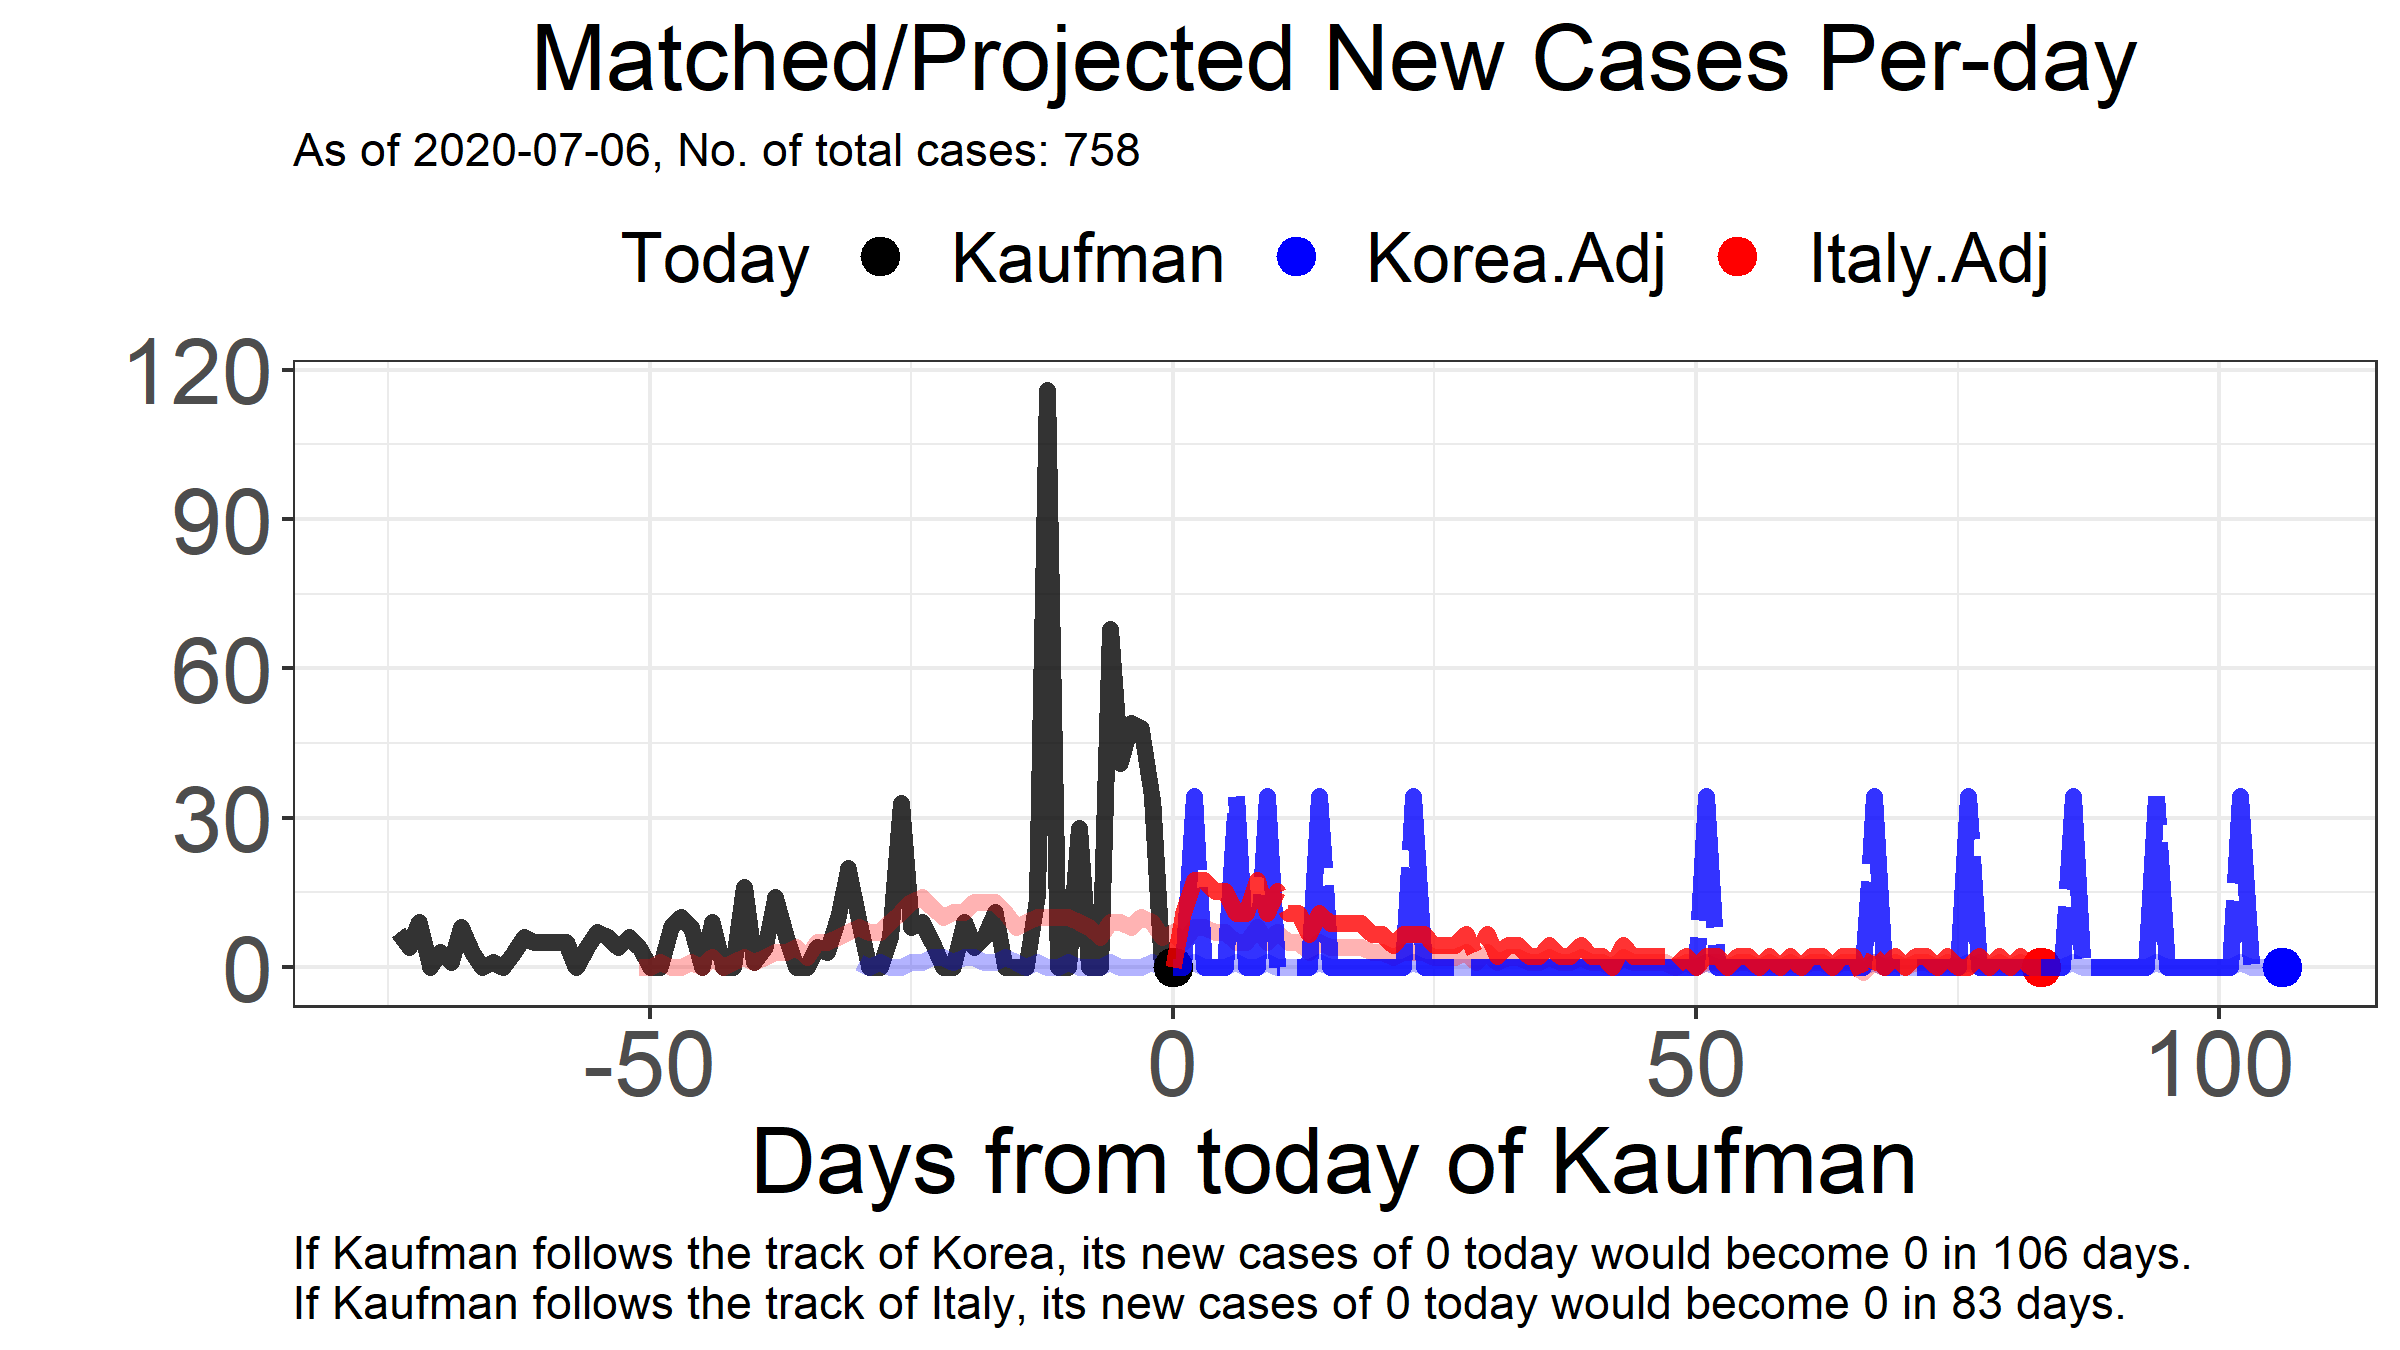 Matched/Projected New Cases Per-day
As of 2020-07-06, No. of total cases: 758
Today Kaufman Korea.Adj Italy.Adj
120
90
60
30
0
-50 0 50 100
Days from today of Kaufman
If Kaufman follows the track of Korea, its new cases of 0 today would become 0 in 106 days.
If Kaufman follows the track of Italy, its new cases of 0 today would become 0 in 83 days.